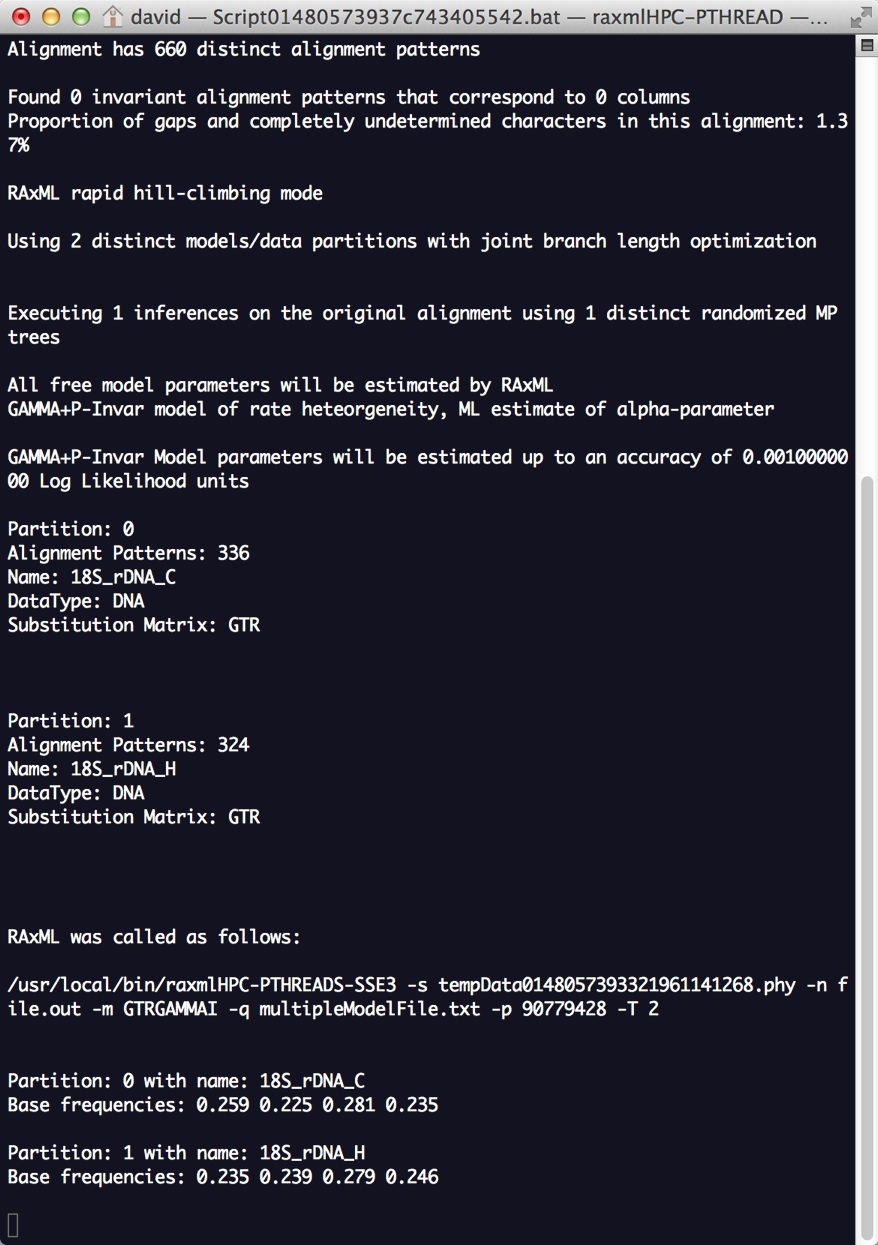 david — Script01480573937c743405542.bat — raxmlHPC-PTHREAD —...
Alignment has 660 distinct alignment patterns
Found 0 invariant alignment patterns that correspond to 0 columns
Proportion of gaps and completely undetermined characters in this alignment: 1.3
7%
RAxML rapid hill-climbing mode
Using 2 distinct models/data partitions with joint branch length optimization
Executing 1 inferences on the original alignment using 1 distinct randomized MP
trees
All free model parameters will be estimated by RAxML
GAMMA+P-Invar model of rate heteorgeneity, ML estimate of alpha-parameter
GAMMA+P-Invar Model parameters will be estimated up to an accuracy of 0.00100000
00 Log Likelihood units
Partition: 0
Alignment Patterns: 336
Name: 18S_rDNA_C
DataType: DNA
Substitution Matrix: GTR
Partition: 1
Alignment Patterns: 324
Name: 18S_rDNA_H
DataType: DNA
Substitution Matrix: GTR
RAxML was called as follows:
/usr/local/bin/raxmlHPC-PTHREADS-SSE3 -s tempData0148057393321961141268.phy -n f
ile.out -m GTRGAMMAI -q multipleModelFile.txt -p 90779428 -T 2
Partition: 0 with name: 18S_rDNA_C
Base frequencies: 0.259 0.225 0.281 0.235
Partition: 1 with name: 18S_rDNA_H
Base frequencies: 0.235 0.239 0.279 0.246